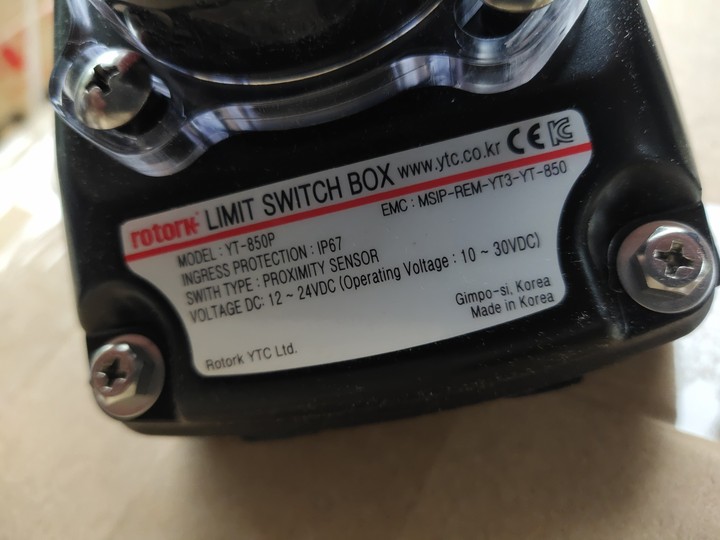 rotork LIMIT SWITCH BOX www.ytc.co.kr CE KC
MODEL : YT-850P
EMC : MSIP-REM-YT3-YT-850
INGRESS PROTECTION : IP67
SWITH TYPE : PROXIMITY SENSOR
VOLTAGE DC: 12 ~ 24VDC (Operating Voltage : 10 ~ 30VDC)
Gimpo-si, Korea
Made in Korea
Rotork YTC Ltd.